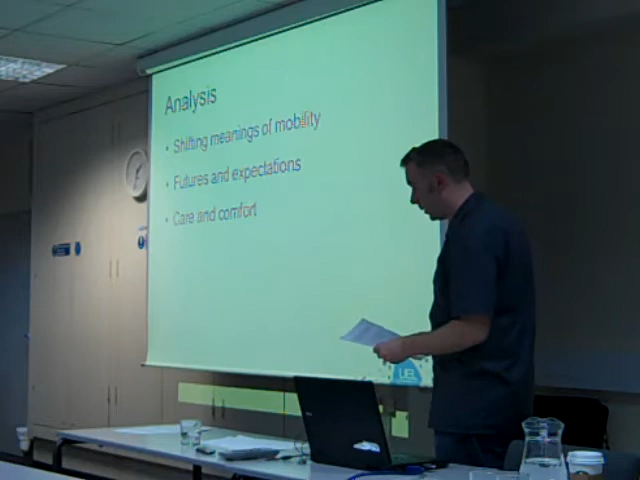 Analysis
• Shifting meanings of mobility
• Futures and expectations
• Care and comfort
UEL